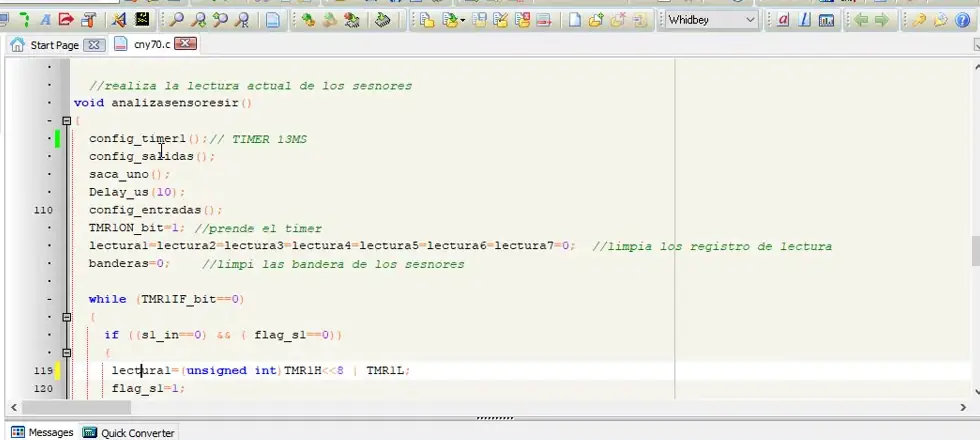 Whidbey
Start Page
cny70.c
//realiza la lectura actual de los sesnores
void analizasensoresir()
{
config_timer1();// TIMER 13MS
config_salidas();
saca_uno();
Delay_us(10);
110 config_entradas();
TMR1ON_bit=1; //prende el timer
lectura1=lectura2=lectura3=lectura4=lectura5=lectura6=lectura7=0; //limpia los registro de lectura
banderas=0; //limpi las bandera de los sesnores
while (TMR1IF_bit==0)
{
if ((s1_in==0) && ( flag_s1==0))
{
119 lectura1=(unsigned int)TMR1H<<8 | TMR1L;
120 flag_s1=1;
Messages Quick Converter